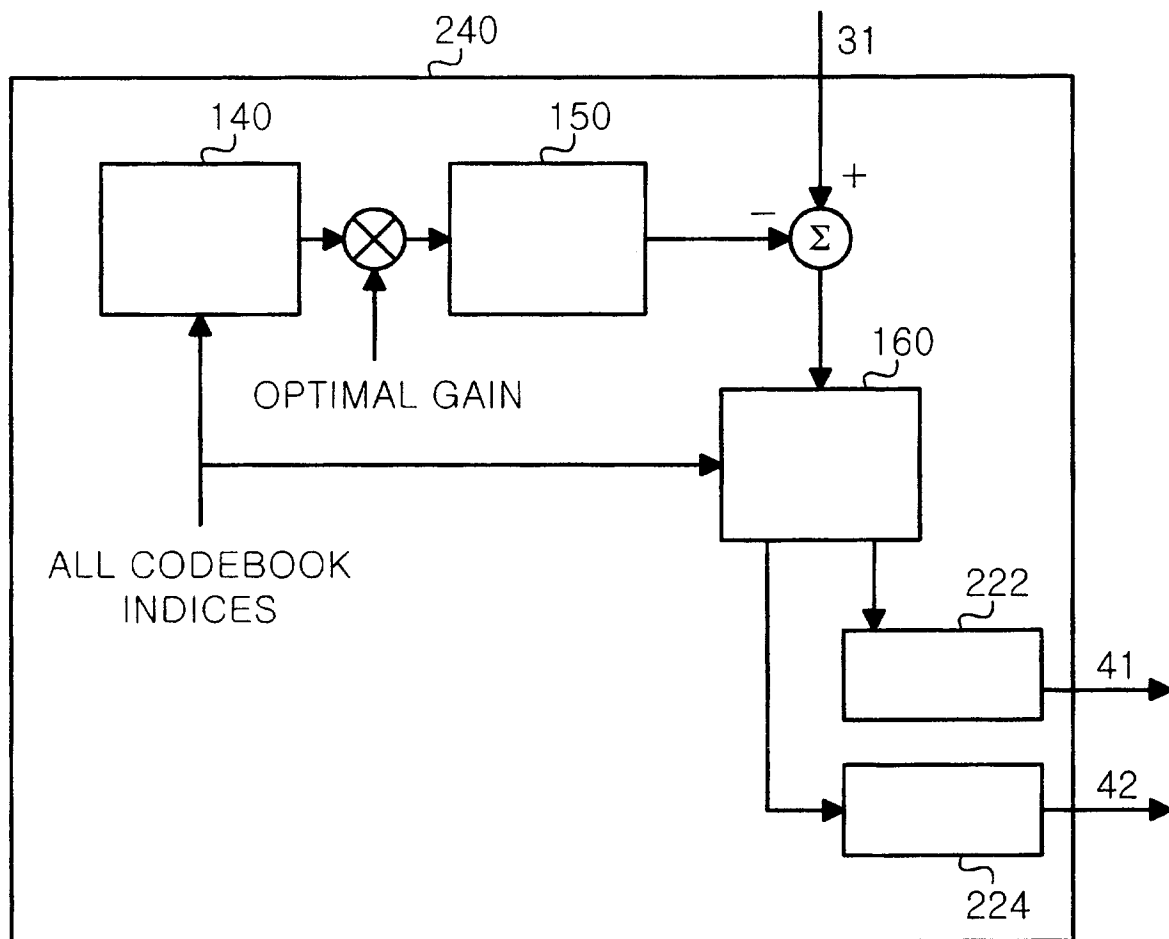 240
31
140
150
+
−
Σ
160
OPTIMAL GAIN
ALL CODEBOOK
INDICES
222
41
42
224